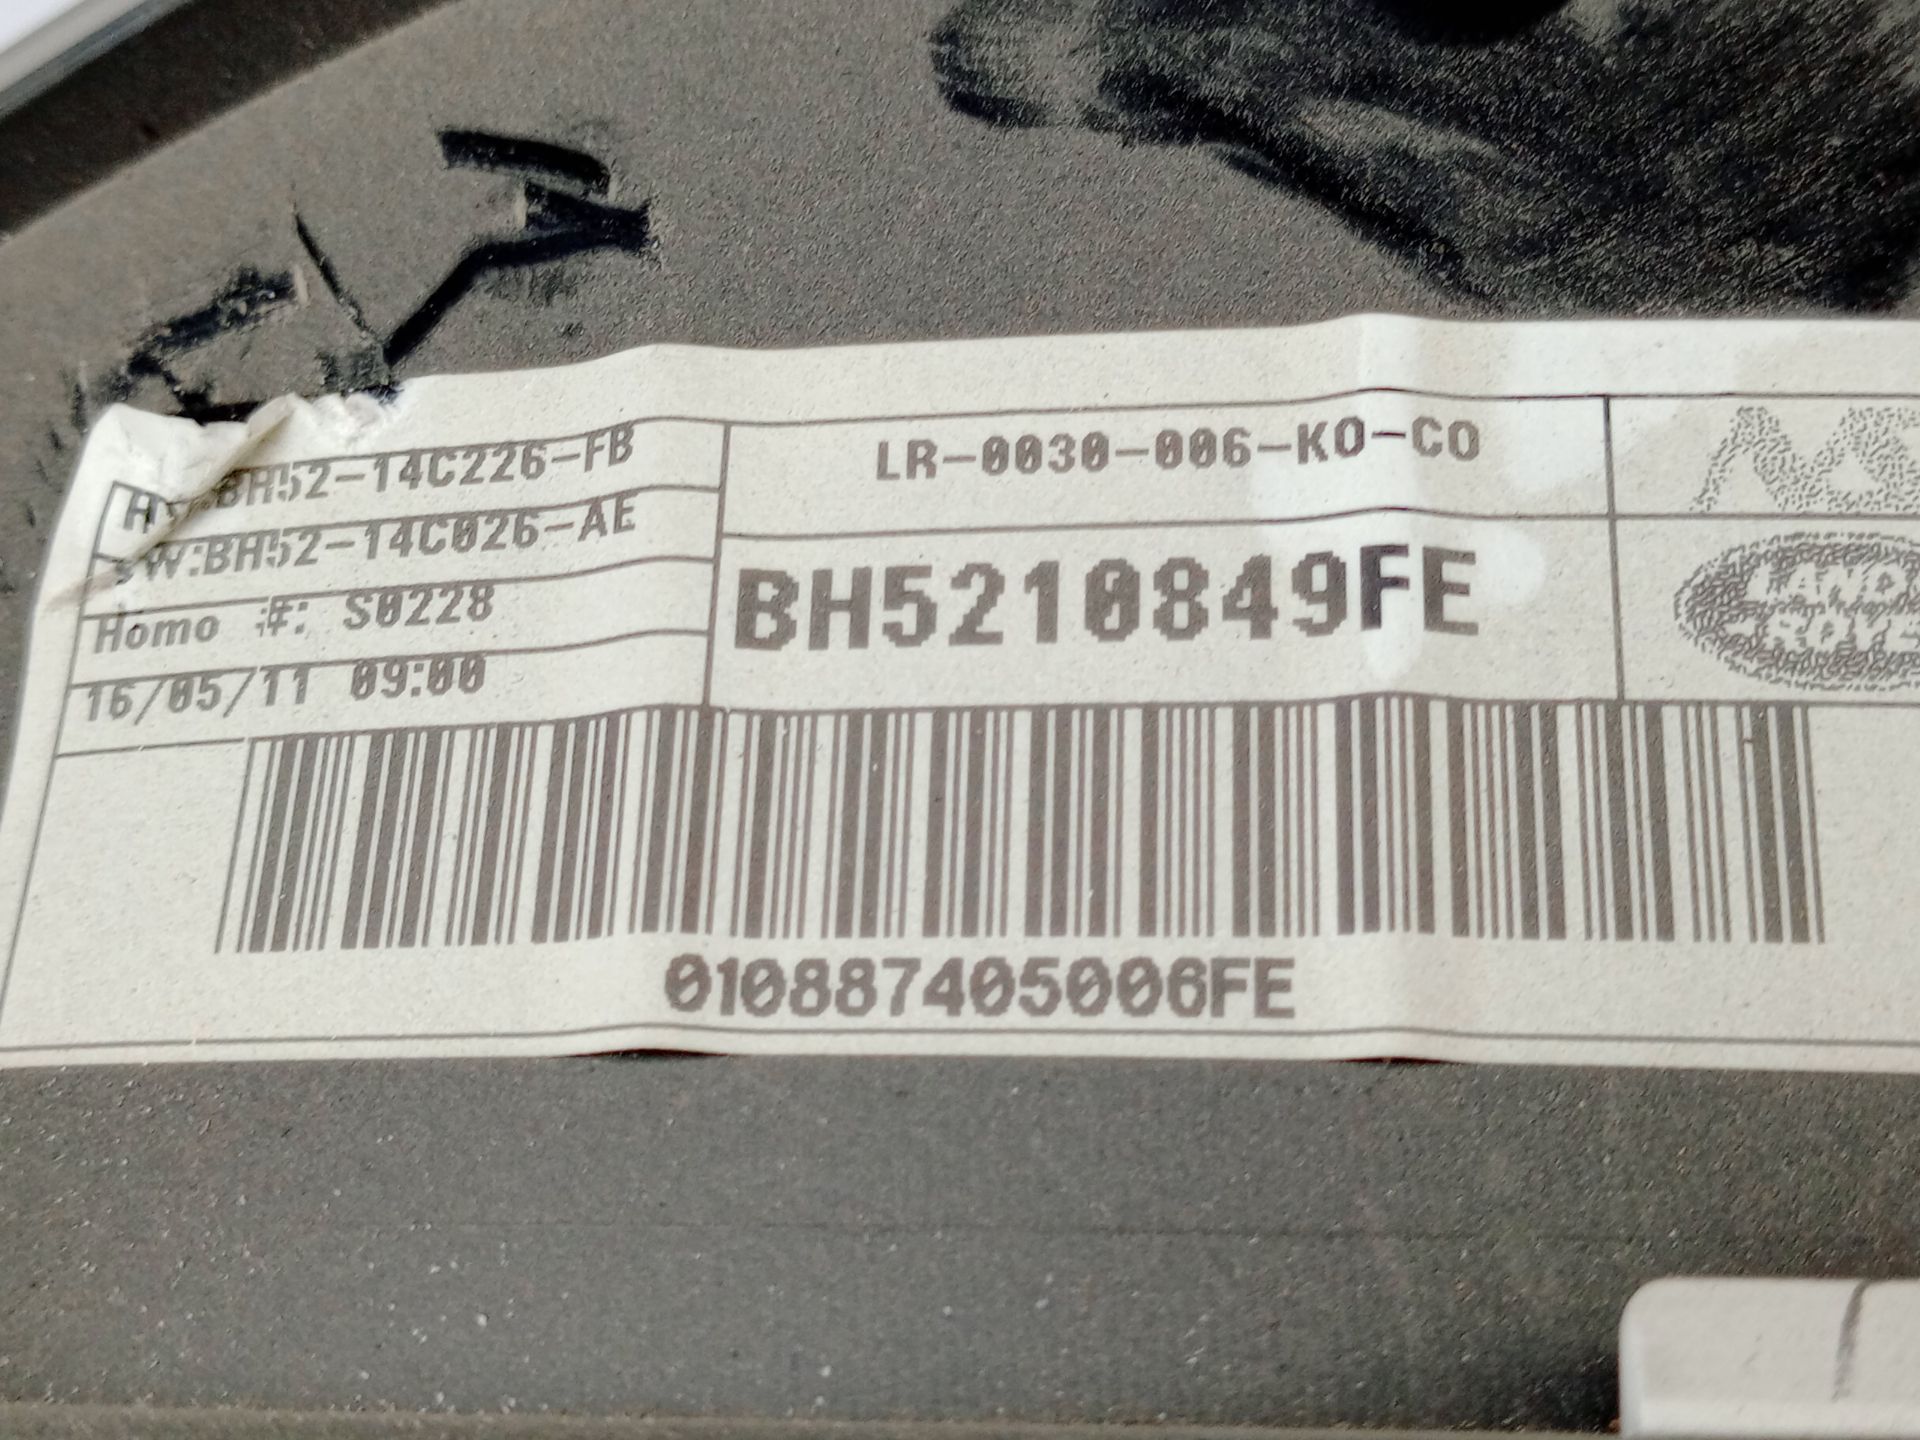 HW:BH52-14C226-FB
SW:BH52-14C026-AE
Homo #: S0228
16/05/11 09:00
LR-0030-006-KO-CO
BH5210849FE
010887405006FE